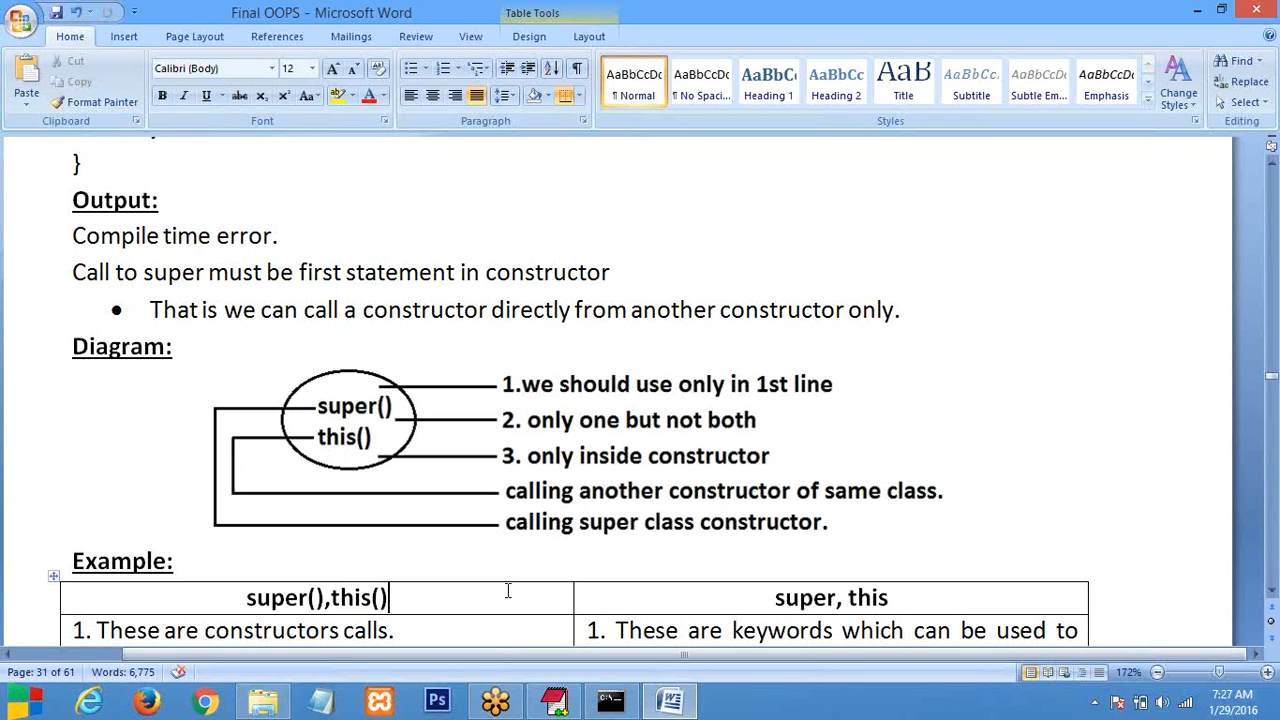 Final OOPS - Microsoft Word
Table Tools
Home Insert Page Layout References Mailings Review View Design Layout
Paste
Cut
Copy
Format Painter
Clipboard
Calibri (Body) 12
Font
Paragraph
AaBbCcDc AaBbCcDc AaBbC AaBbCc AaB AaBbCc. AaBbCcDc AaBbCcDc
¶ Normal ¶ No Spaci... Heading 1 Heading 2 Title Subtitle Subtle Em... Emphasis
Change Styles
Styles
Find
Replace
Select
Editing
}
Output:
Compile time error.
Call to super must be first statement in constructor
• That is we can call a constructor directly from another constructor only.
Diagram:
super()
this()
1.we should use only in 1st line
2. only one but not both
3. only inside constructor
calling another constructor of same class.
calling super class constructor.
Example:
super(),this() super, this
1. These are constructors calls. 1. These are keywords which can be used to
Page: 31 of 61 Words: 6,775 172%
Ps
7:27 AM
1/29/2016